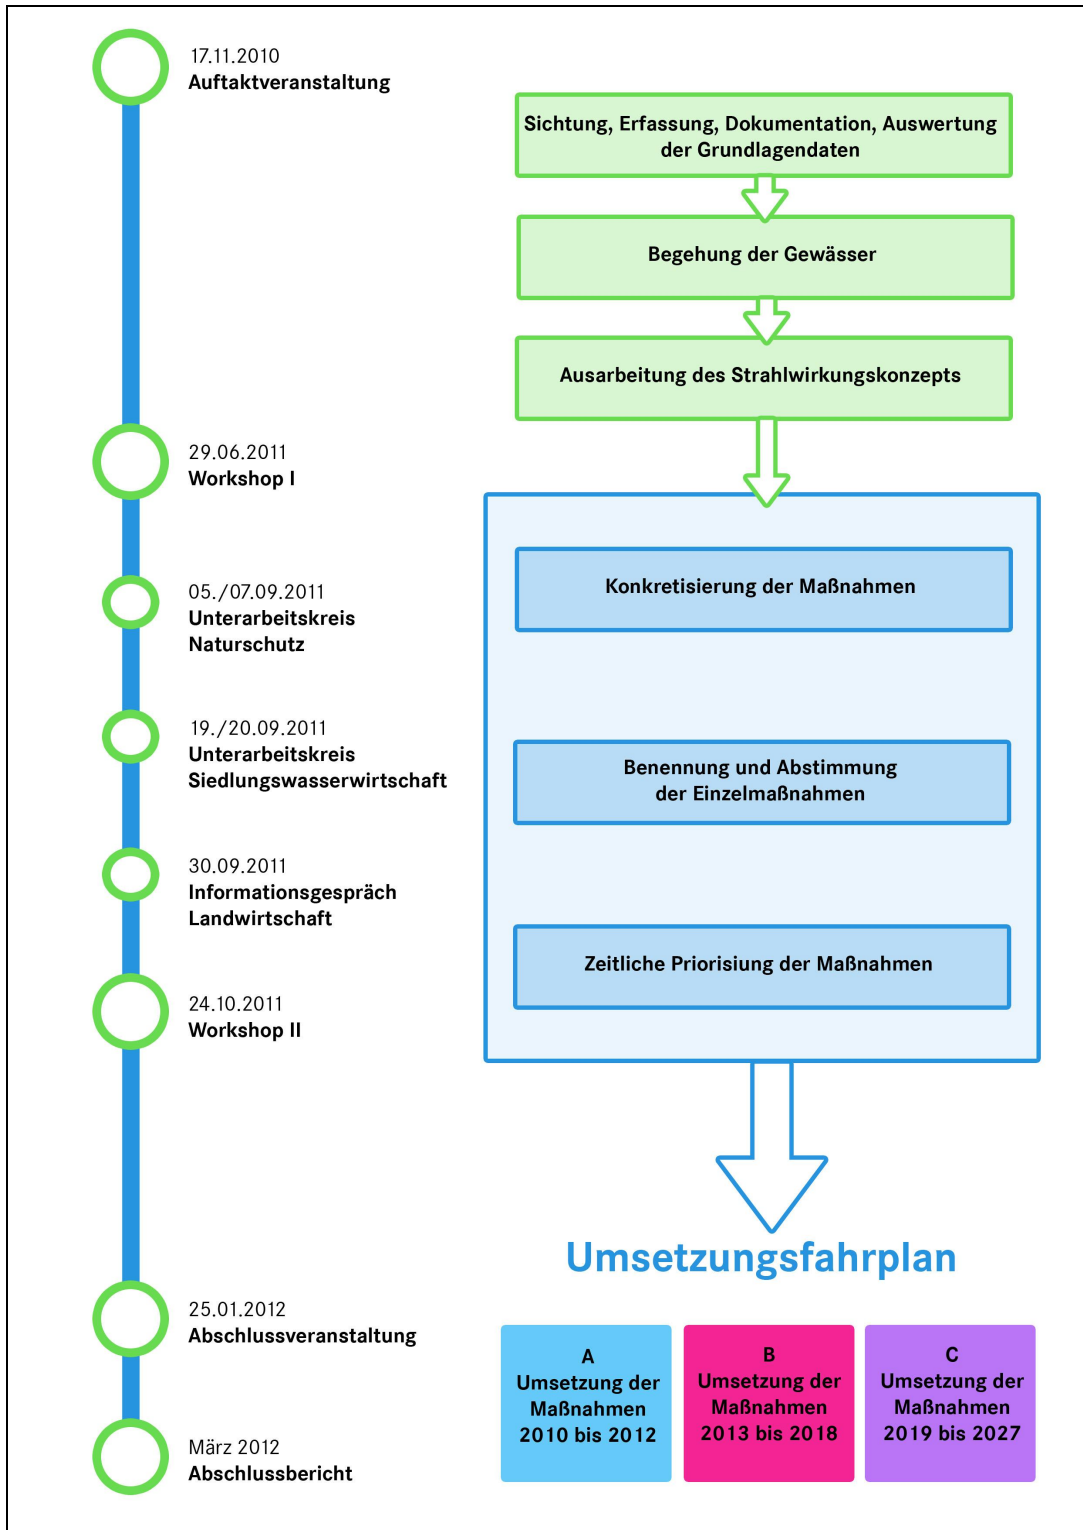 17.11.2010
Auftaktveranstaltung
29.06.2011
Workshop I
05./07.09.2011
Unterarbeitskreis
Naturschutz
19./20.09.2011
Unterarbeitskreis
Siedlungswasserwirtschaft
30.09.2011
Informationsgespräch
Landwirtschaft
24.10.2011
Workshop II
25.01.2012
Abschlussveranstaltung
März 2012
Abschlussbericht
Sichtung, Erfassung, Dokumentation, Auswertung
der Grundlagendaten
Begehung der Gewässer
Ausarbeitung des Strahlwirkungskonzepts
Konkretisierung der Maßnahmen
Benennung und Abstimmung
der Einzelmaßnahmen
Zeitliche Priorisiung der Maßnahmen
Umsetzungsfahrplan
A
Umsetzung der
Maßnahmen
2010 bis 2012
B
Umsetzung der
Maßnahmen
2013 bis 2018
C
Umsetzung der
Maßnahmen
2019 bis 2027